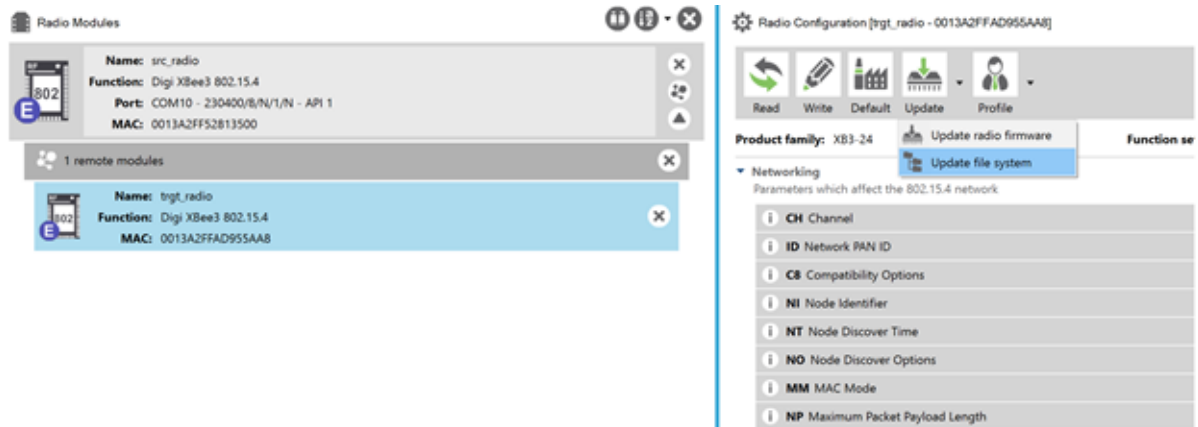 Radio Modules
802
E
Name: src_radio
Function: Digi XBee3 802.15.4
Port: COM10 - 230400/8/N/1/N - API 1
MAC: 0013A2FF52813500
1 remote modules
802
E
Name: trgt_radio
Function: Digi XBee3 802.15.4
MAC: 0013A2FFAD955AA8
Radio Configuration [trgt_radio - 0013A2FFAD955AA8]
Read Write Default Update Profile
Update radio firmware
Update file system
Product family: XB3-24 Function se
Networking
Parameters which affect the 802.15.4 network
i CH Channel
i ID Network PAN ID
i C8 Compatibility Options
i NI Node Identifier
i NT Node Discover Time
i NO Node Discover Options
i MM MAC Mode
i NP Maximum Packet Payload Length